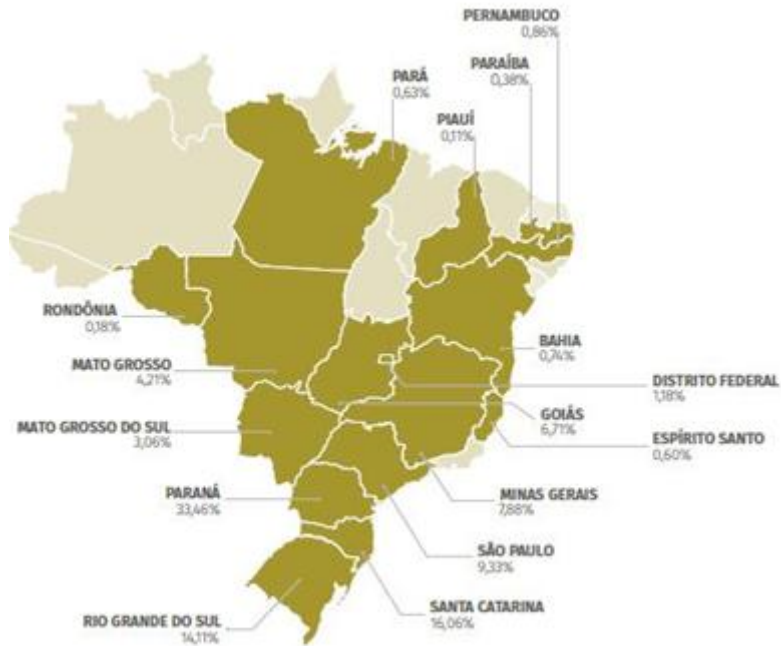 PERNAMBUCO
0,86%
PARAÍBA
0,38%
PARÁ
0,63%
PIAUÍ
0,11%
RONDÔNIA
0,18%
BAHIA
0,74%
MATO GROSSO
4,21%
DISTRITO FEDERAL
1,18%
GOIÁS
6,71%
MATO GROSSO DO SUL
3,06%
ESPÍRITO SANTO
0,60%
PARANÁ
33,46%
MINAS GERAIS
7,88%
SÃO PAULO
9,33%
SANTA CATARINA
16,06%
RIO GRANDE DO SUL
14,11%